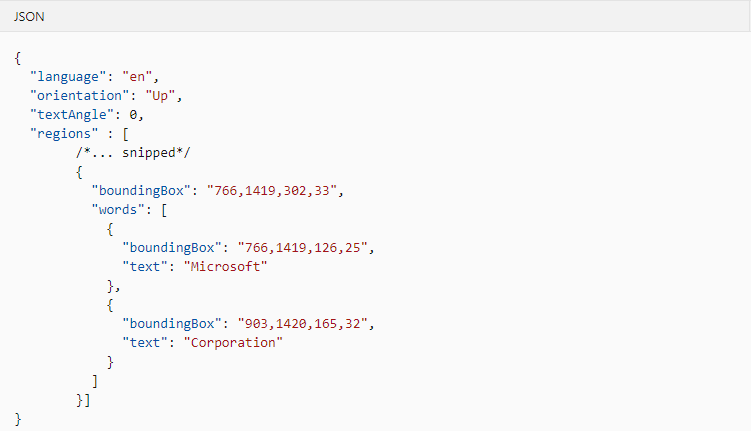 JSON
{
  "language": "en",
  "orientation": "Up",
  "textAngle": 0,
  "regions" : [
        /*... snipped*/
        {
          "boundingBox": "766,1419,302,33",
          "words": [
            {
              "boundingBox": "766,1419,126,25",
              "text": "Microsoft"
            },
            {
              "boundingBox": "903,1420,165,32",
              "text": "Corporation"
            }
          ]
        }]
}